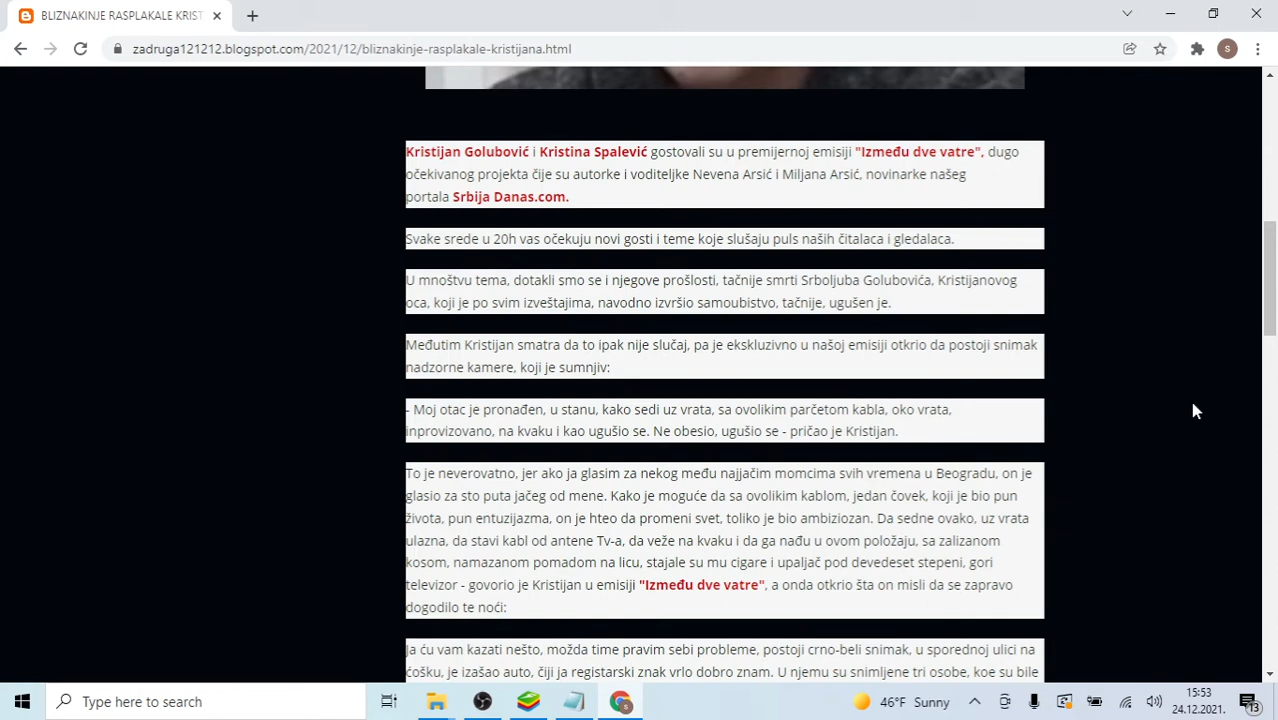 BLIZNAKINJE RASPLAKALE KRIST
zadruga121212.blogspot.com/2021/12/bliznakinje-rasplakale-kristijana.html
S
Kristijan Golubović i Kristina Spalević gostovali su u premijernoj emisiji "Između dve vatre", dugo
očekivanog projekta čije su autorke i voditeljke Nevena Arsić i Miljana Arsić, novinarke našeg
portala Srbija Danas.com.
Svake srede u 20h vas očekuju novi gosti i teme koje slušaju puls naših čitalaca i gledalaca.
U mnoštvu tema, dotakli smo se i njegove prošlosti, tačnije smrti Srboljuba Golubovića, Kristijanovog
oca, koji je po svim izveštajima, navodno izvršio samoubistvo, tačnije, ugušen je.
Međutim Kristijan smatra da to ipak nije slučaj, pa je ekskluzivno u našoj emisiji otkrio da postoji snimak
nadzorne kamere, koji je sumnjiv:
- Moj otac je pronađen, u stanu, kako sedi uz vrata, sa ovolikim parčetom kabla, oko vrata,
inprovizovano, na kvaku i kao ugušio se. Ne obesio, ugušio se - pričao je Kristijan.
To je neverovatno, jer ako ja glasim za nekog među najjačim momcima svih vremena u Beogradu, on je
glasio za sto puta jačeg od mene. Kako je moguće da sa ovolikim kablom, jedan čovek, koji je bio pun
života, pun entuzijazma, on je hteo da promeni svet, toliko je bio ambiciozan. Da sedne ovako, uz vrata
ulazna, da stavi kabl od antene Tv-a, da veže na kvaku i da ga nađu u ovom položaju, sa zalizanom
kosom, namazanom pomadom na licu, stajale su mu cigare i upaljač pod devedeset stepeni, gori
televizor - govorio je Kristijan u emisiji "Između dve vatre", a onda otkrio šta on misli da se zapravo
dogodilo te noći:
Ja ću vam kazati nešto, možda time pravim sebi probleme, postoji crno-beli snimak, u sporednoj ulici na
ćošku, je izašao auto, čiji ja registarski znak vrlo dobro znam. U njemu su snimljene tri osobe, koe su bile
Type here to search
S
46°F Sunny
15:53
24.12.2021.
13